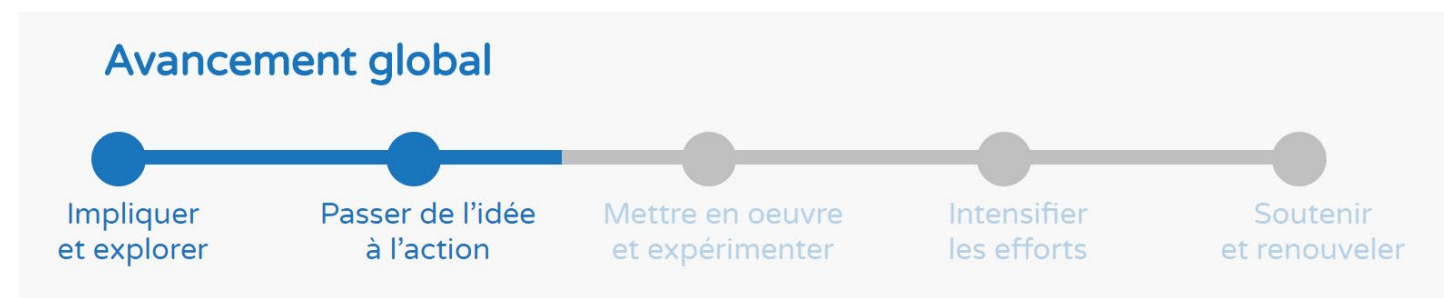 Avancement global
Impliquer
et explorer
Passer de l'idée
à l'action
Mettre en oeuvre
et expérimenter
Intensifier
les efforts
Soutenir
et renouveler